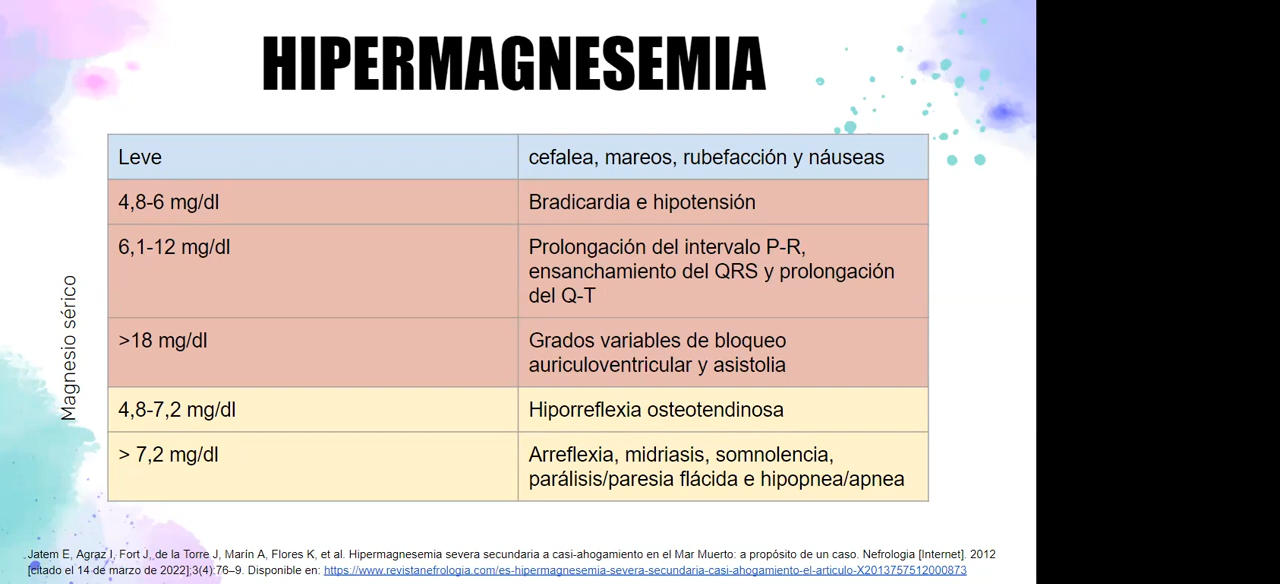 HIPERMAGNESEMIA
Magnesio sérico
Leve
cefalea, mareos, rubefacción y náuseas
4,8-6 mg/dl
Bradicardia e hipotensión
6,1-12 mg/dl
Prolongación del intervalo P-R,
ensanchamiento del QRS y prolongación
del Q-T
>18 mg/dl
Grados variables de bloqueo
auriculoventricular y asistolia
4,8-7,2 mg/dl
Hiporreflexia osteotendinosa
> 7,2 mg/dl
Arreflexia, midriasis, somnolencia,
parálisis/paresia flácida e hipopnea/apnea
Jatem E, Agraz I, Fort J, de la Torre J, Marín A, Flores K, et al. Hipermagnesemia severa secundaria a casi-ahogamiento en el Mar Muerto: a propósito de un caso. Nefrologia [Internet]. 2012
[citado el 14 de marzo de 2022];3(4):76–9. Disponible en: https://www.revistanefrologia.com/es-hipermagnesemia-severa-secundaria-casi-ahogamiento-el-articulo-X2013757512000873